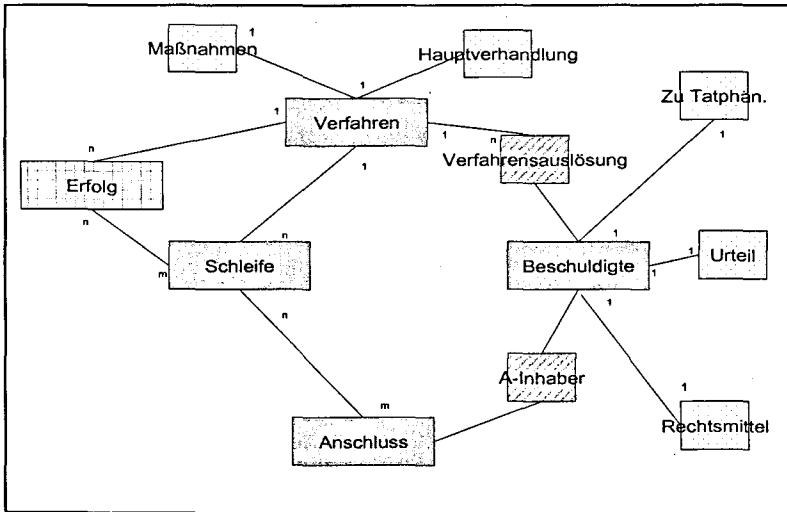 Maßnahmen
1
Hauptverhandlung
1
Zu Tatphän.
1
Verfahren
1
n
1
n
1
Verfahrensauslösung
Erfolg
n
n
1
1
Urteil
m
Schleife
Beschuldigte
1
n
1
A-Inhaber
1
m
Anschluss
Rechtsmittel